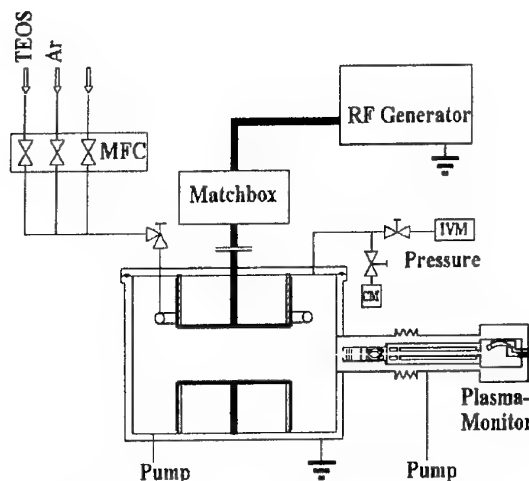 TEOS
Ar
MFC
RF Generator
Matchbox
IVM
Pressure
CM
Plasma-
Monitor
Pump
Pump